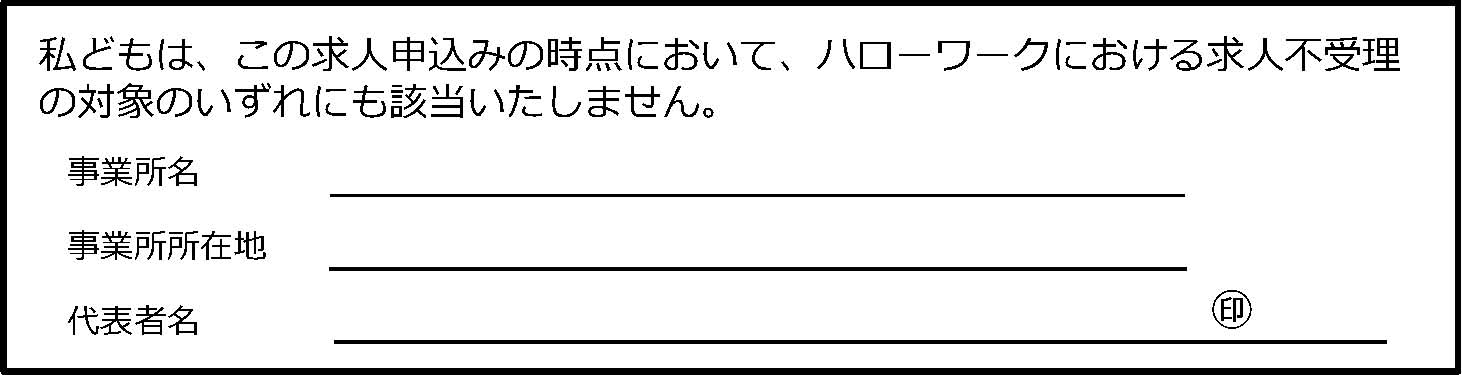 私どもは、この求人申込みの時点において、ハローワークにおける求人不受理
の対象のいずれにも該当いたしません。
事業所名
事業所所在地
代表者名 ㊞